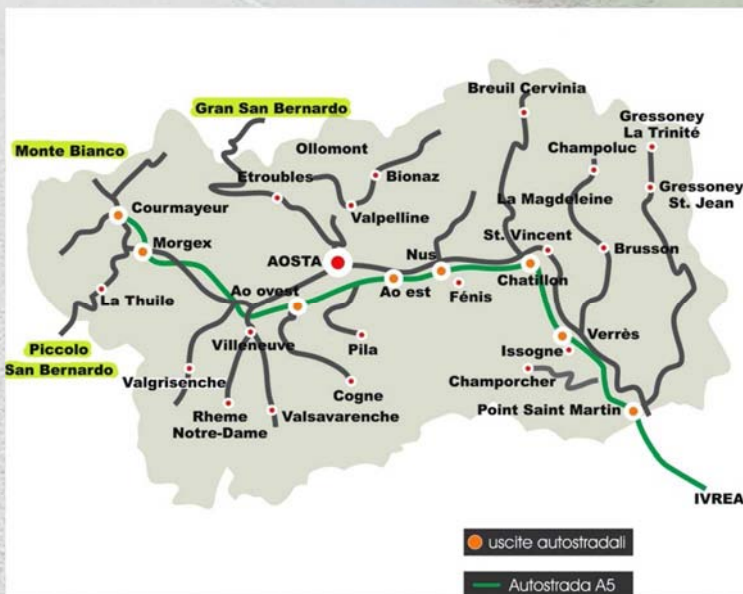 Breuil Cervinia
Gressoney
La Trinité
Gran San Bernardo
Ollomont
Champoluc
Monte Bianco
Etroubles
Bionaz
La Magdeleine
Gressoney
St. Jean
Courmayeur
Valpelline
Morgex
Nus
St. Vincent
Brusson
AOSTA
La Thuile
Ao ovest
Ao est
Fénis
Chatillon
Piccolo
San Bernardo
Villeneuve
Pila
Issogne
Verrès
Valgrisenche
Cogne
Champorcher
Rheme
Notre-Dame
Valsavarenche
Point Saint Martin
IVREA
uscite autostradali
Autostrada A5